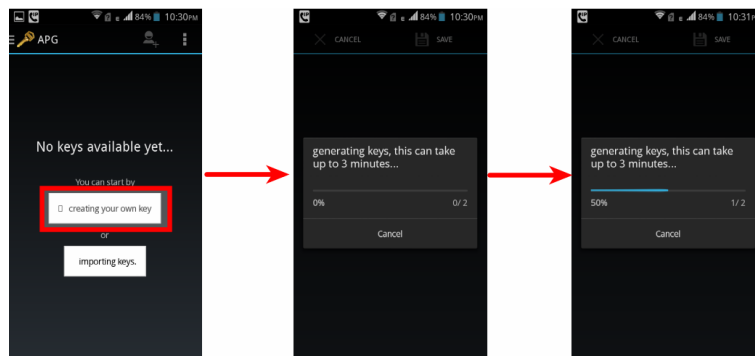 84% 10:30PM
APG
No keys available yet...
You can start by
creating your own key
or
importing keys.
84% 10:30PM
CANCEL SAVE
generating keys, this can take
up to 3 minutes...
0% 0/2
Cancel
84% 10:31P
CANCEL SAVE
generating keys, this can take
up to 3 minutes...
50% 1/2
Cancel